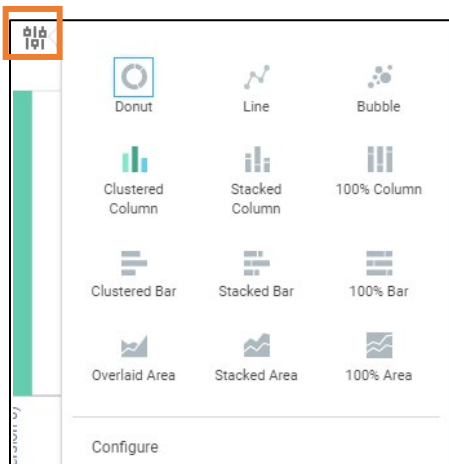 Donut
Line
Bubble
Clustered
Column
Stacked
Column
100% Column
Clustered Bar
Stacked Bar
100% Bar
Overlaid Area
Stacked Area
100% Area
Configure